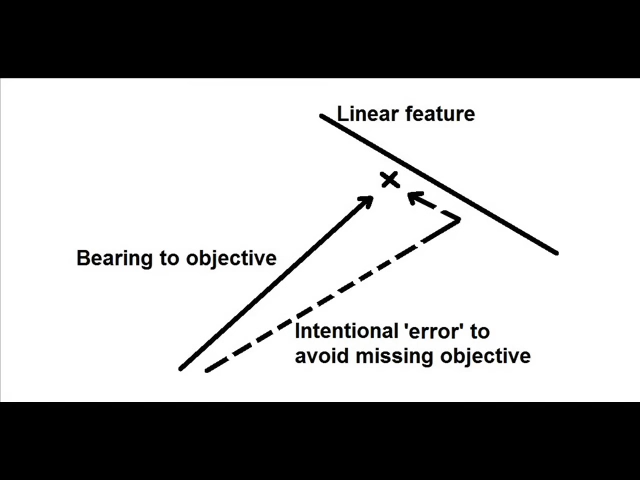 Linear feature
Bearing to objective
Intentional 'error' to
avoid missing objective